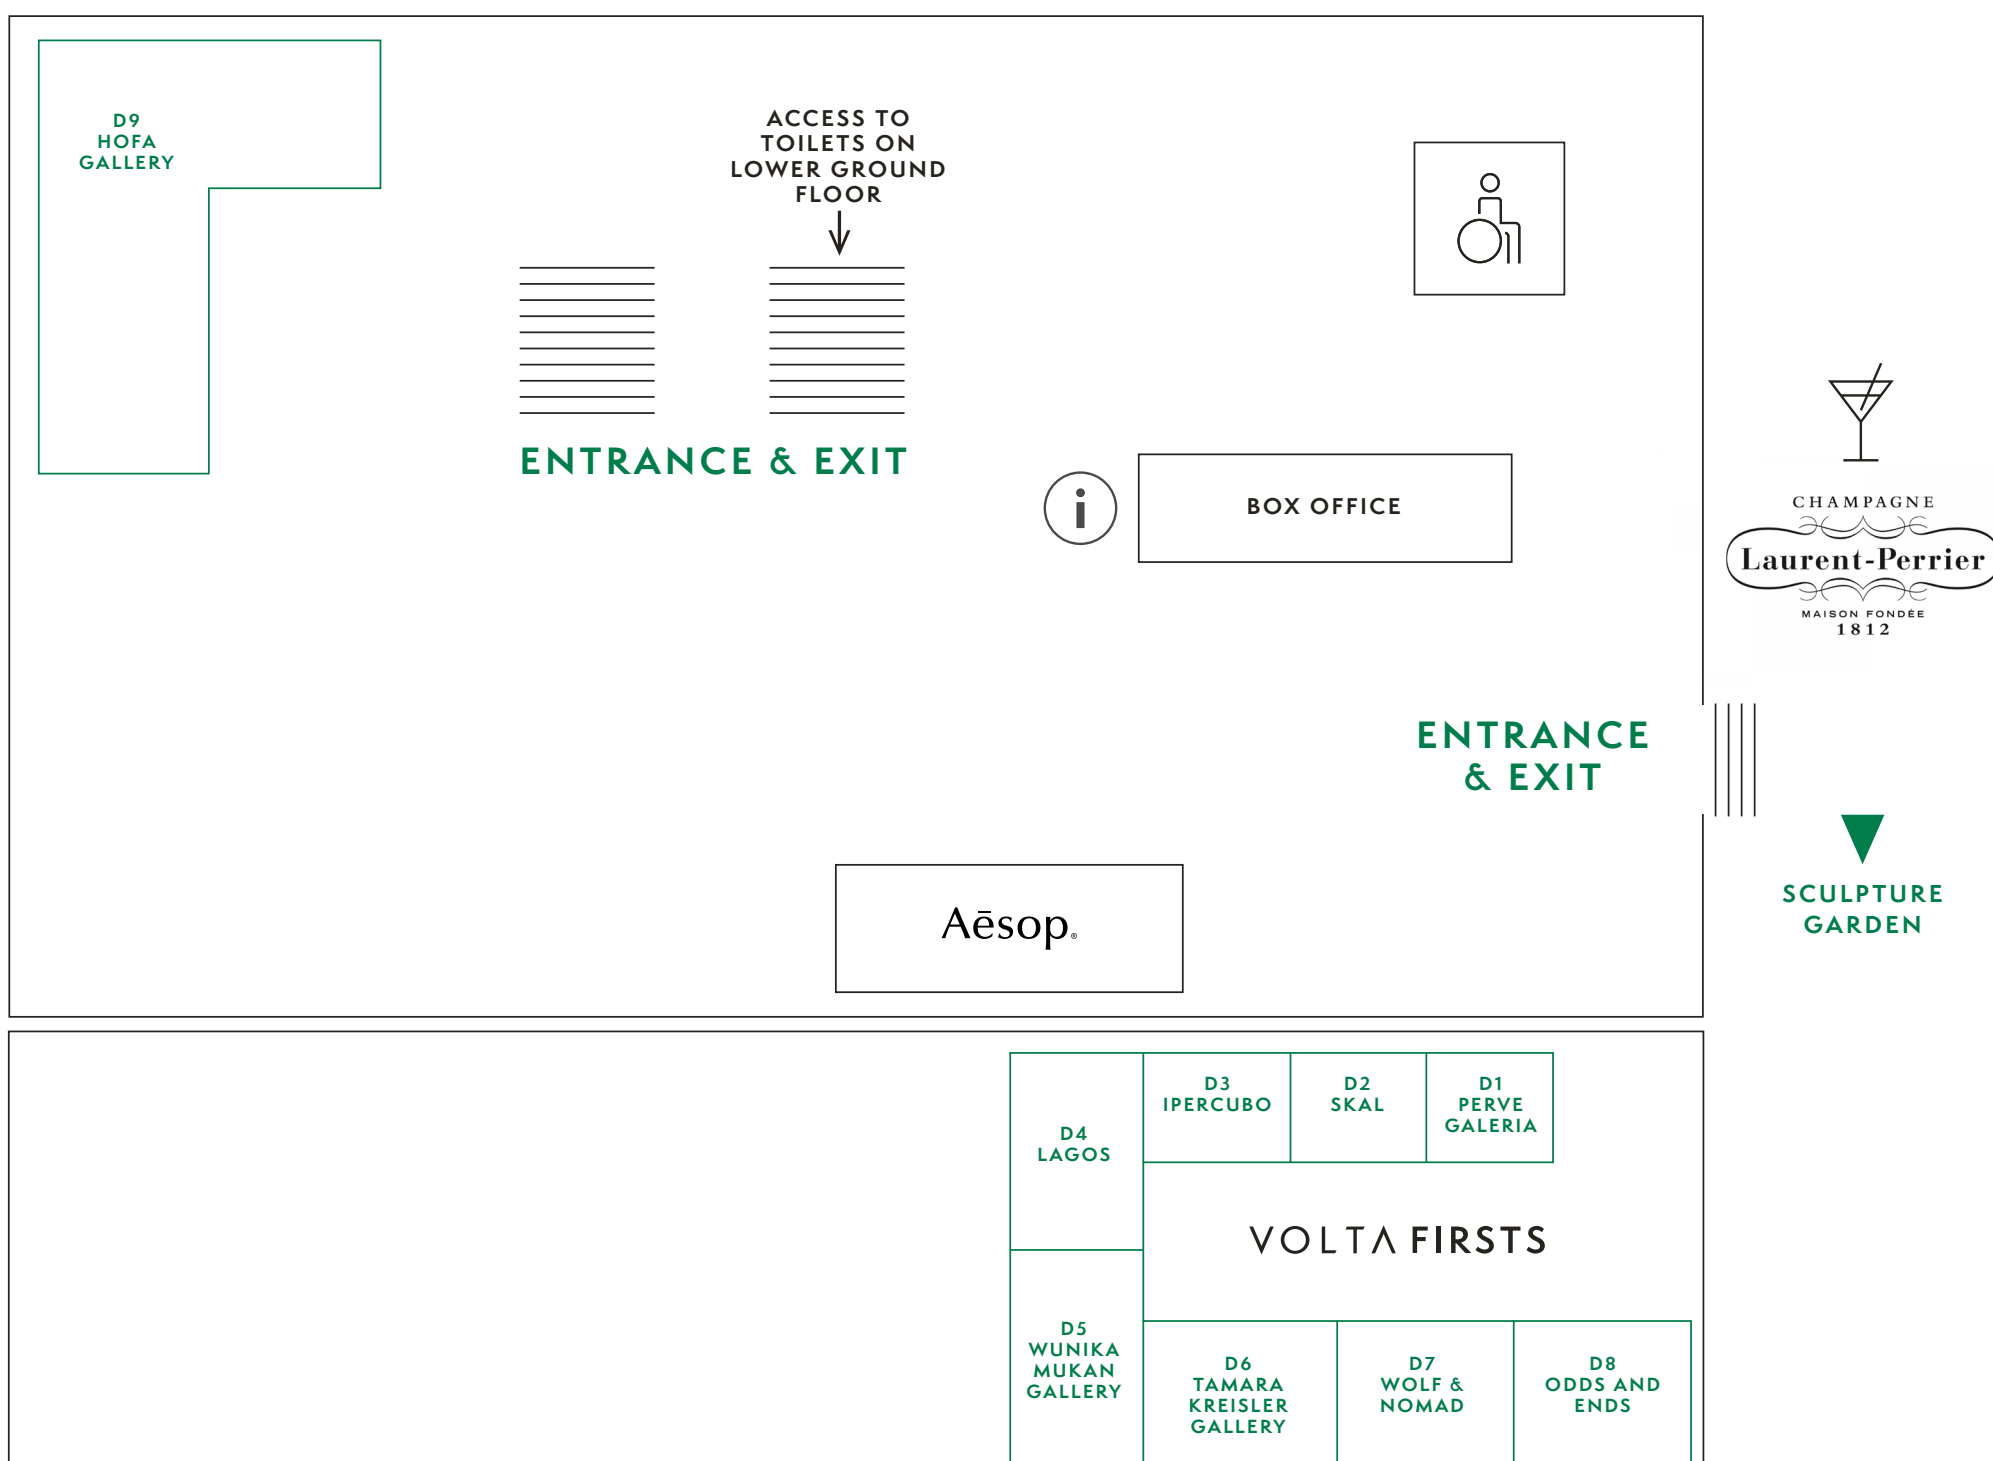 D9
HOFA
GALLERY
ACCESS TO
TOILETS ON
LOWER GROUND
FLOOR
ENTRANCE & EXIT
i
BOX OFFICE
CHAMPAGNE
Laurent-Perrier
MAISON FONDÉE
1812
ENTRANCE
& EXIT
SCULPTURE
GARDEN
Aēsop.®
D4
LAGOS
D3
IPERCUBO
D2
SKAL
D1
PERVE
GALERIA
VOLTA FIRSTS
D5
WUNIKA
MUKAN
GALLERY
D6
TAMARA
KREISLER
GALLERY
D7
WOLF &
NOMAD
D8
ODDS AND
ENDS